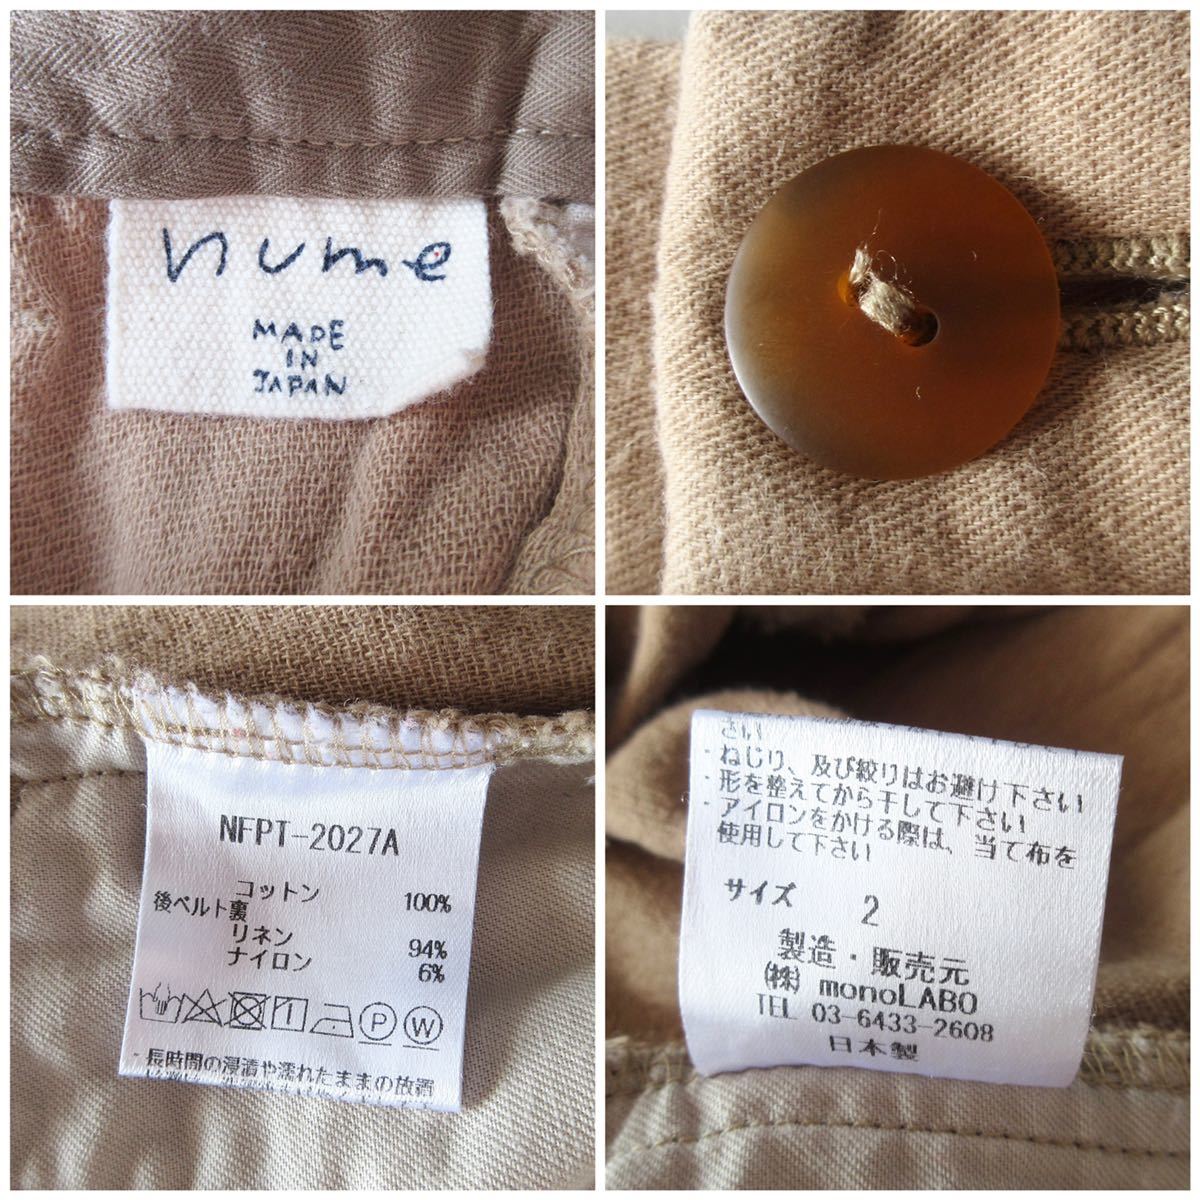 nume
MADE
IN
JAPAN
NFPT-2027A
コットン 100%
後ベルト裏
リネン 94%
ナイロン 6%
P W
・長時間の浸漬や濡れたままの放置
さい
・ねじり、及び絞りはお避け下さい
・形を整えてから干して下さい
・アイロンをかける際は、当て布を
使用して下さい
サイズ 2
製造・販売元
(株) monoLABO
TEL 03-6433-2608
日本製